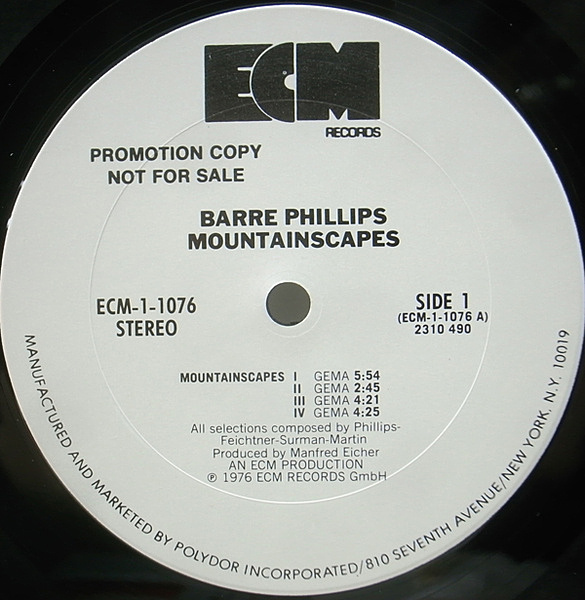 ECM
RECORDS
PROMOTION COPY
NOT FOR SALE
BARRE PHILLIPS
MOUNTAINSCAPES
ECM-1-1076
STEREO
SIDE 1
(ECM-1-1076 A)
2310 490
MOUNTAINSCAPES I GEMA 5:54
II GEMA 2:45
III GEMA 4:21
IV GEMA 4:25
All selections composed by Phillips-
Feichtner-Surman-Martin
Produced by Manfred Eicher
AN ECM PRODUCTION
℗ 1976 ECM RECORDS GmbH
MANUFACTURED AND MARKETED BY POLYDOR INCORPORATED/810 SEVENTH AVENUE/NEW YORK, N.Y. 10019